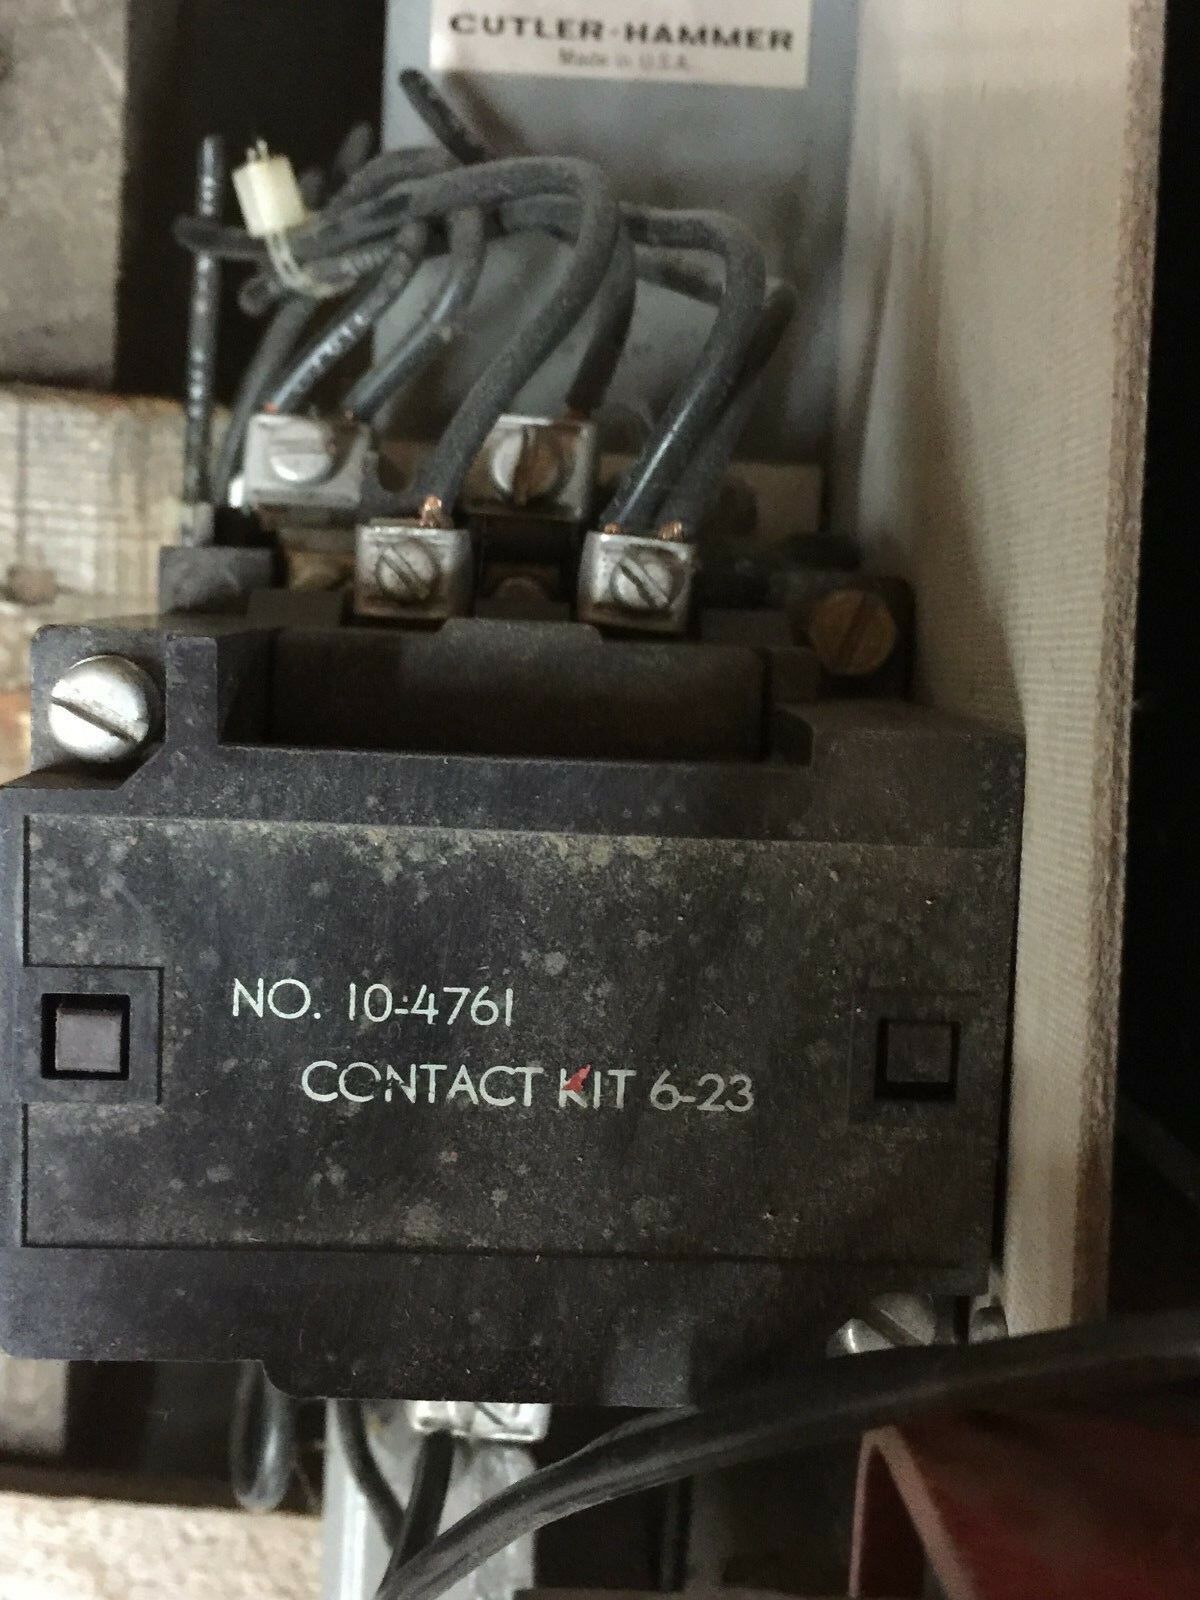 CUTLER-HAMMER
Made in U.S.A.
NO. 10-4761
CONTACT KIT 6-23